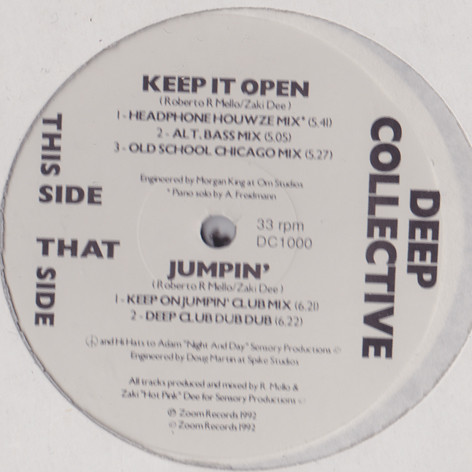 KEEP IT OPEN
(Roberto R Mello/Zaki Dee)
1 - HEADPHONE HOUWZE MIX* (5.41)
2 - ALT. BASS MIX (5.05)
3 - OLD SCHOOL CHICAGO MIX (5.27)
Engineered by Morgan King at Om Studios
* Piano solo by A. Freidmann
THIS SIDE
THAT SIDE
33 rpm
DC1000
DEEP
COLLECTIVE
JUMPIN'
(Roberto R Mello/Zaki Dee)
1 - KEEP ON JUMPIN' CLUB MIX (6.21)
2 - DEEP CLUB DUB DUB (6.22)
and Hi Hats to Adam "Night And Day" Sensory Productions ©
Engineered by Doug Martin at Spike Studios
All tracks produced and mixed by R. Mello &
Zaki "Hot Pink" Dee for Sensory Productions ©
℗ Zoom Records 1992
© Zoom Records 1992